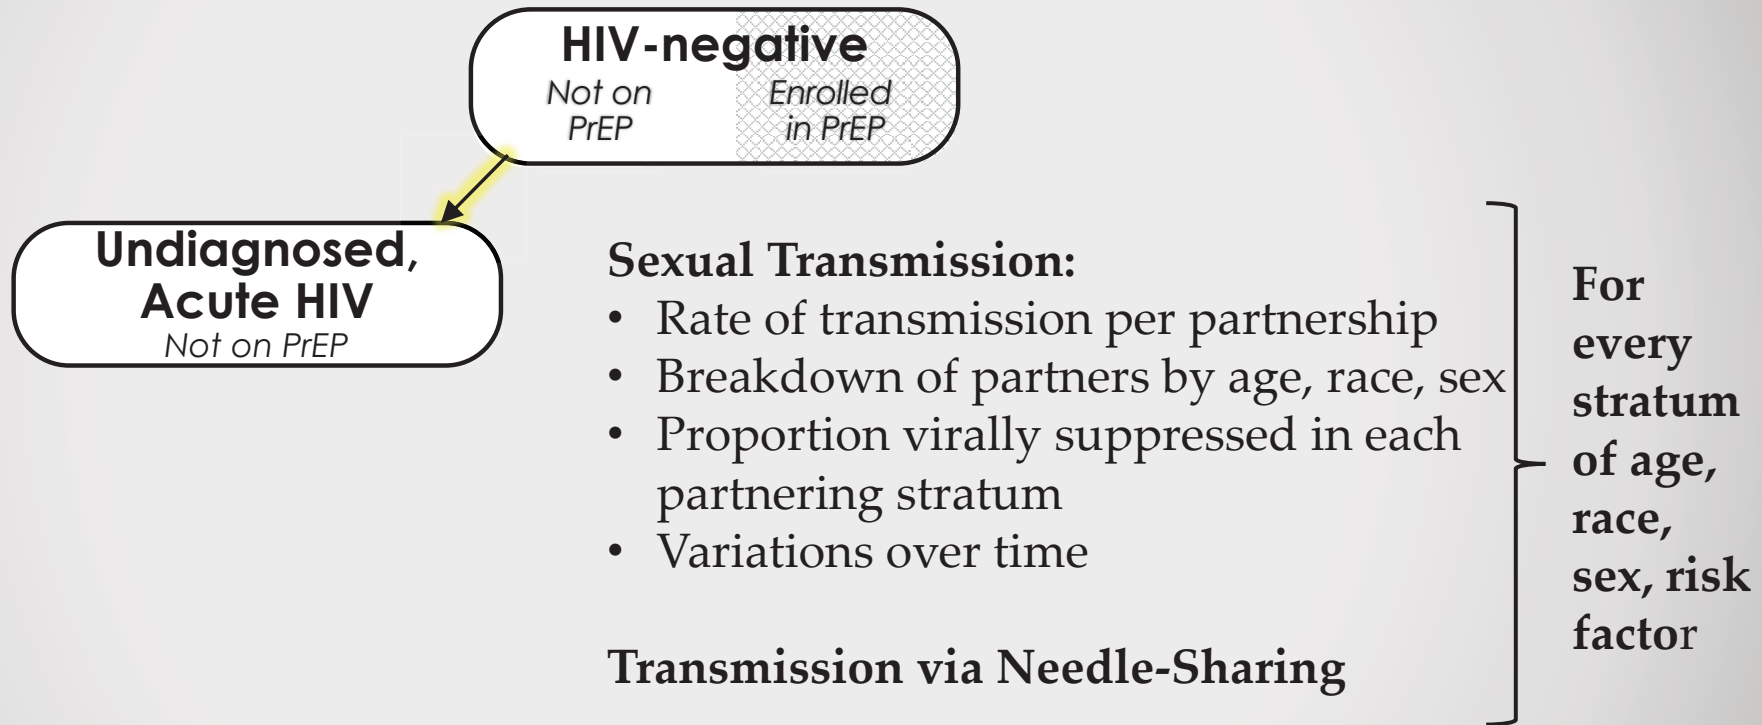 HIV-negative
Not on
PrEP
Enrolled
in PrEP
Undiagnosed,
Acute HIV
Not on PrEP
Sexual Transmission:
• Rate of transmission per partnership
• Breakdown of partners by age, race, sex
• Proportion virally suppressed in each
partnering stratum
• Variations over time
Transmission via Needle-Sharing
For
every
stratum
of age,
race,
sex, risk
factor